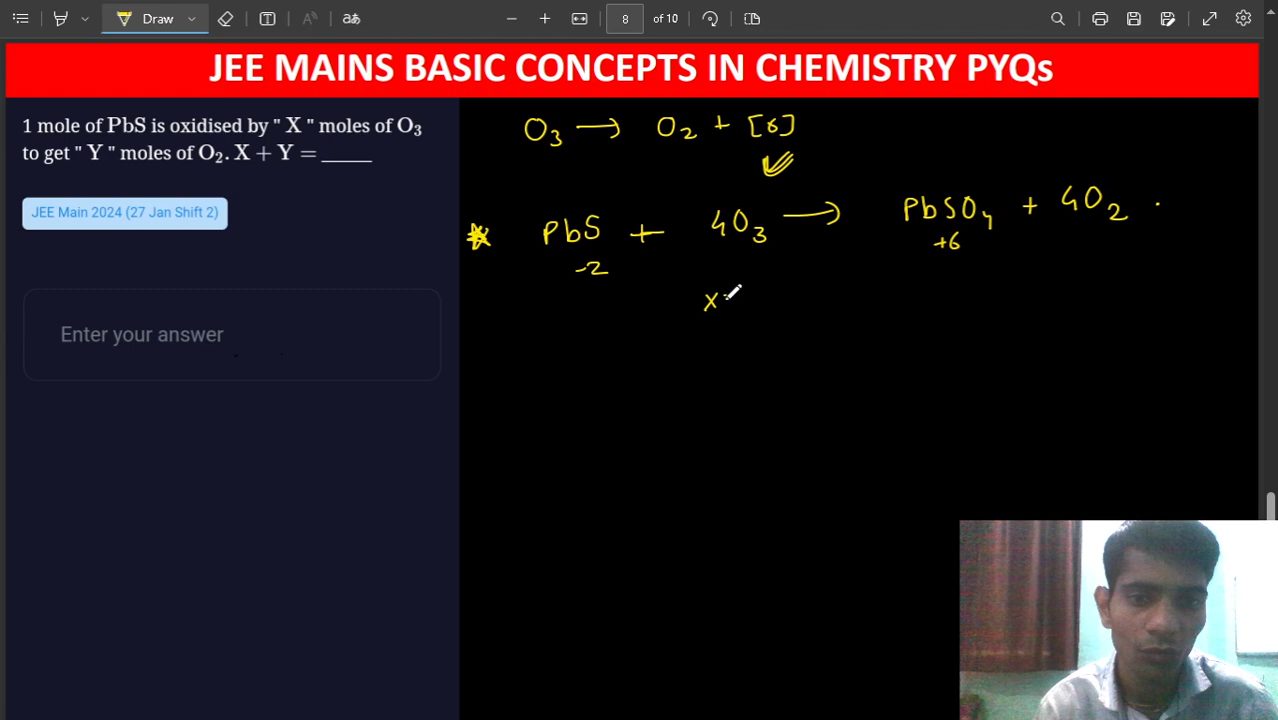 Draw
8 of 10
JEE MAINS BASIC CONCEPTS IN CHEMISTRY PYQs
1 mole of PbS is oxidised by " X " moles of O₃
to get " Y " moles of O₂. X + Y = _____
JEE Main 2024 (27 Jan Shift 2)
Enter your answer
O₃ → O₂ + [O]
PbS + 4O₃ → PbSO₄ + 4O₂ .
-2 +6
x =